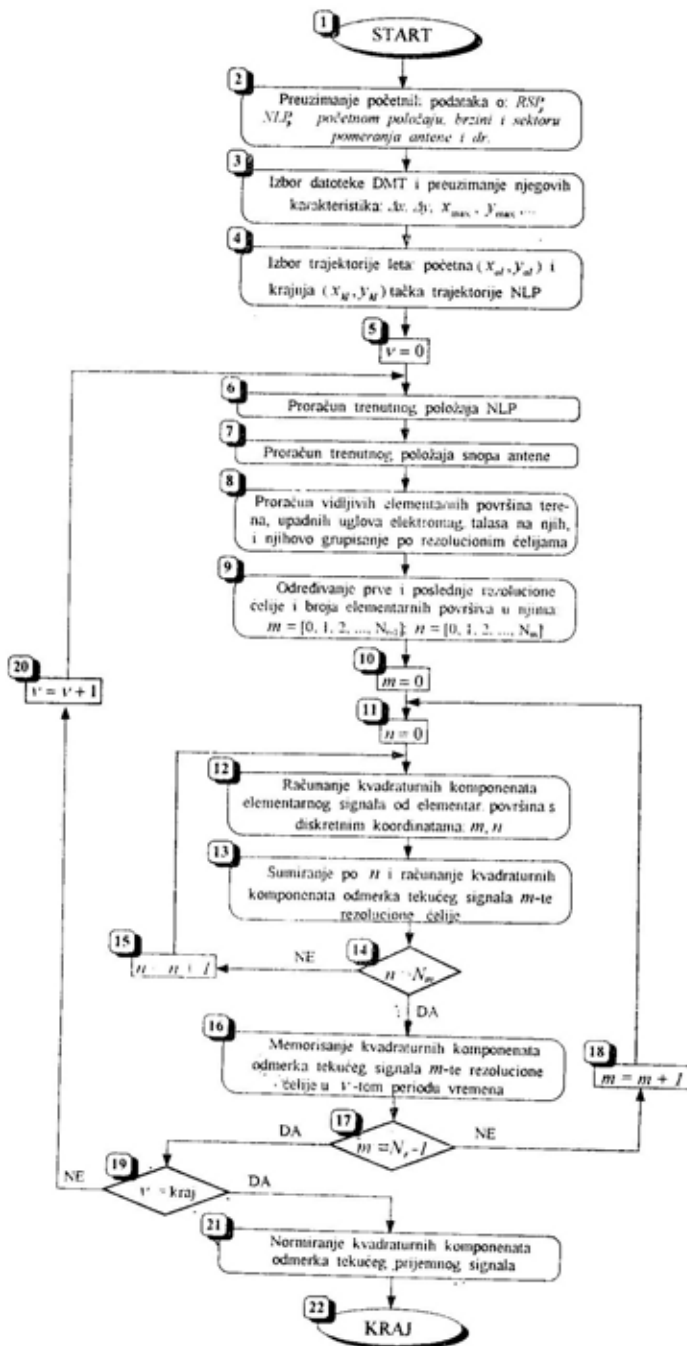 1
START
2
Preuzimanje početnih podataka o: RSP,
NLP, početnom položaju, brzini i sektoru
pomeranja antene i dr.
3
Izbor datoteke DMT i preuzimanje njegovih
karakteristika: Δx, Δy, x_max, y_max ...
4
Izbor trajektorije leta: početna (x_ol, y_ol) i
krajnja (x_kl, y_kl) tačka trajektorije NLP
5
ν = 0
6
Proračun trenutnog položaja NLP
7
Proračun trenutnog položaja snopa antene
8
Proračun vidljivih elementarnih površina tere-
na, upadnih uglova elektromag. talasa na njih,
i njihovo grupisanje po rezolucionim ćelijama
9
Određivanje prve i poslednje rezolucione
ćelije i broja elementarnih površiva u njima
m = [0, 1, 2, ..., ]; n = [0, 1, 2, ..., N_m]
10
m = 0
20
ν = ν + 1
11
n = 0
12
Računanje kvadraturnih komponenata
elementarnog signala od elementar. površina s
diskretnim koordinatama: m, n
13
Sumiranje po n i računanje kvadraturnih
komponenata odmerka tekućeg signala m-te
rezolucione ćelije
15
n = n + 1
NE
14
n = N_m
DA
16
Memorisanje kvadraturnih komponenata
odmerka tekućeg signala m-te rezolucione
ćelije u ν-tom periodu vremena
18
m = m + 1
DA
17
m = N_r - 1
NE
NE
19
ν = kraj
DA
21
Normiranje kvadraturnih komponenata
odmerka tekućeg prijemnog signala
22
KRAJ